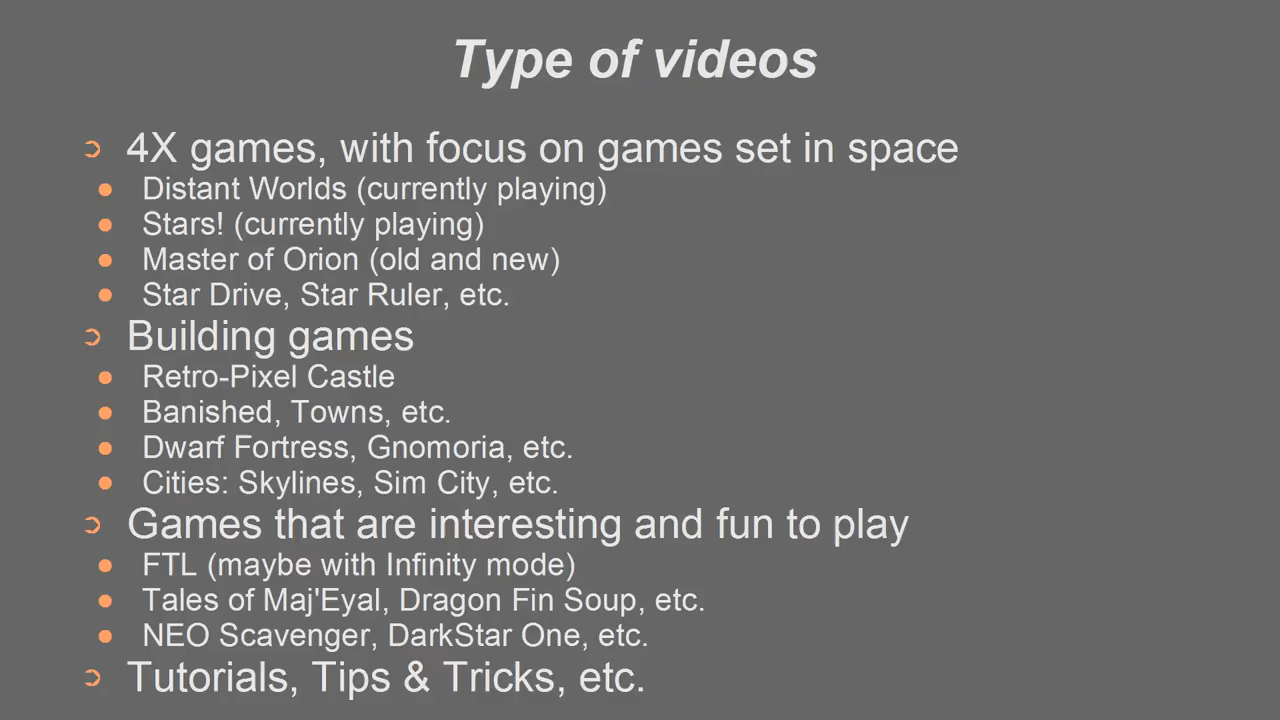 Type of videos
4X games, with focus on games set in space
Distant Worlds (currently playing)
Stars! (currently playing)
Master of Orion (old and new)
Star Drive, Star Ruler, etc.
Building games
Retro-Pixel Castle
Banished, Towns, etc.
Dwarf Fortress, Gnomoria, etc.
Cities: Skylines, Sim City, etc.
Games that are interesting and fun to play
FTL (maybe with Infinity mode)
Tales of Maj'Eyal, Dragon Fin Soup, etc.
NEO Scavenger, DarkStar One, etc.
Tutorials, Tips & Tricks, etc.